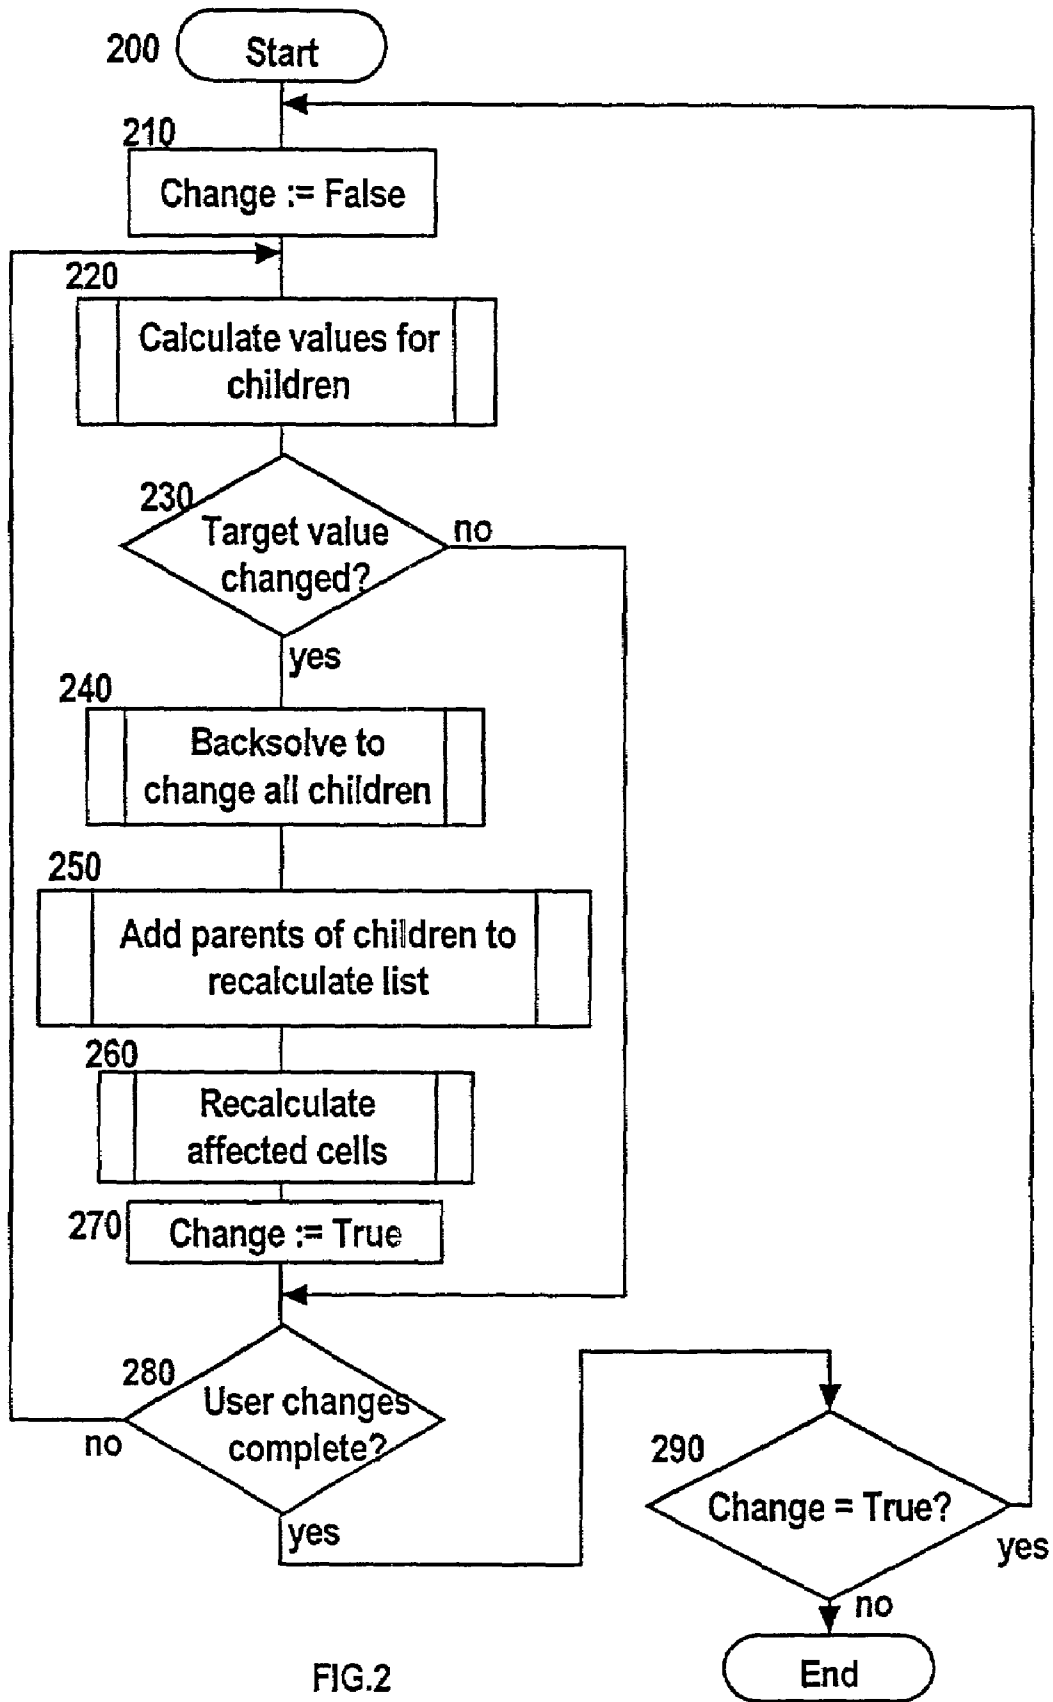 200
Start
210
Change := False
220
Calculate values for
children
230
Target value
changed?
no
yes
240
Backsolve to
change all children
250
Add parents of children to
recalculate list
260
Recalculate
affected cells
270
Change := True
280
User changes
complete?
no
yes
290
Change = True?
yes
no
End
FIG.2